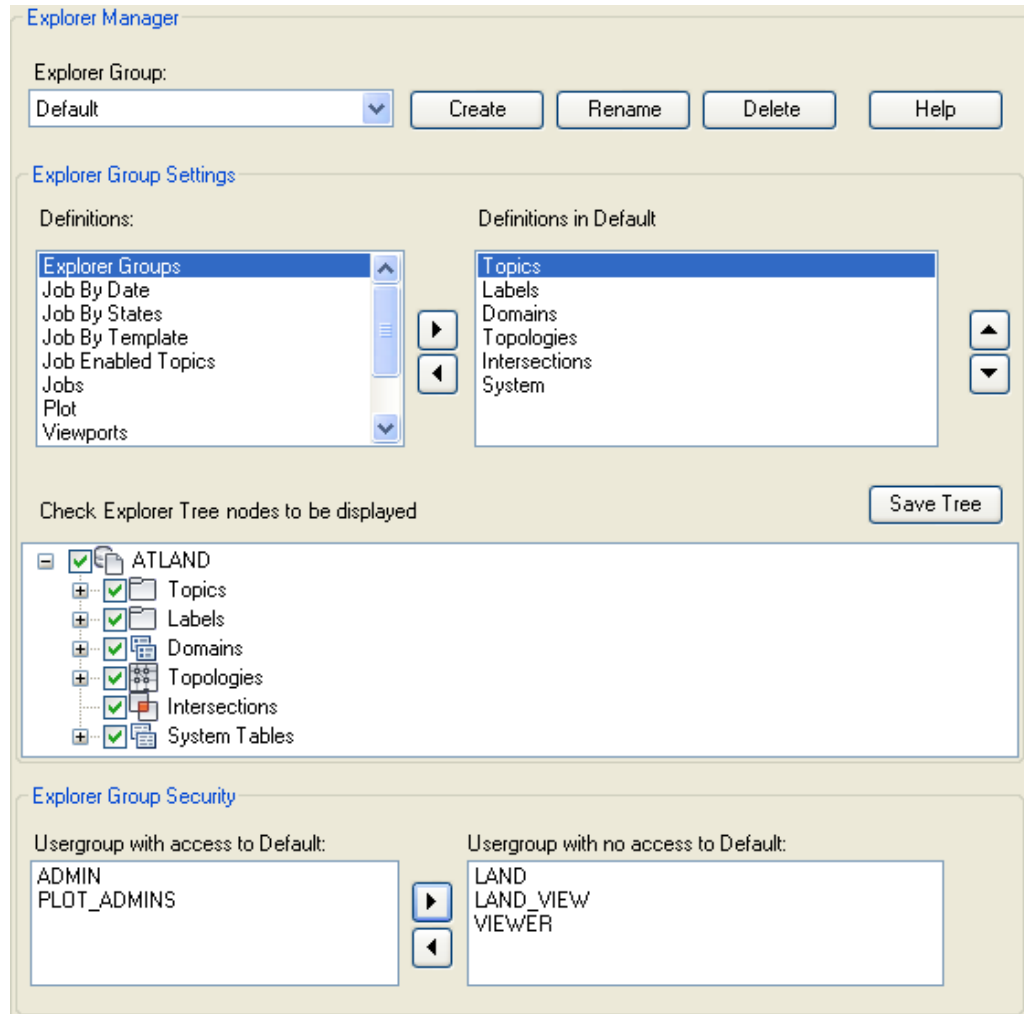 Explorer Manager
Explorer Group:
Default
Create
Rename
Delete
Help
Explorer Group Settings
Definitions:
Explorer Groups
Job By Date
Job By States
Job By Template
Job Enabled Topics
Jobs
Plot
Viewports
Definitions in Default
Topics
Labels
Domains
Topologies
Intersections
System
Check Explorer Tree nodes to be displayed
Save Tree
ATLAND
Topics
Labels
Domains
Topologies
Intersections
System Tables
Explorer Group Security
Usergroup with access to Default:
ADMIN
PLOT_ADMINS
Usergroup with no access to Default:
LAND
LAND_VIEW
VIEWER